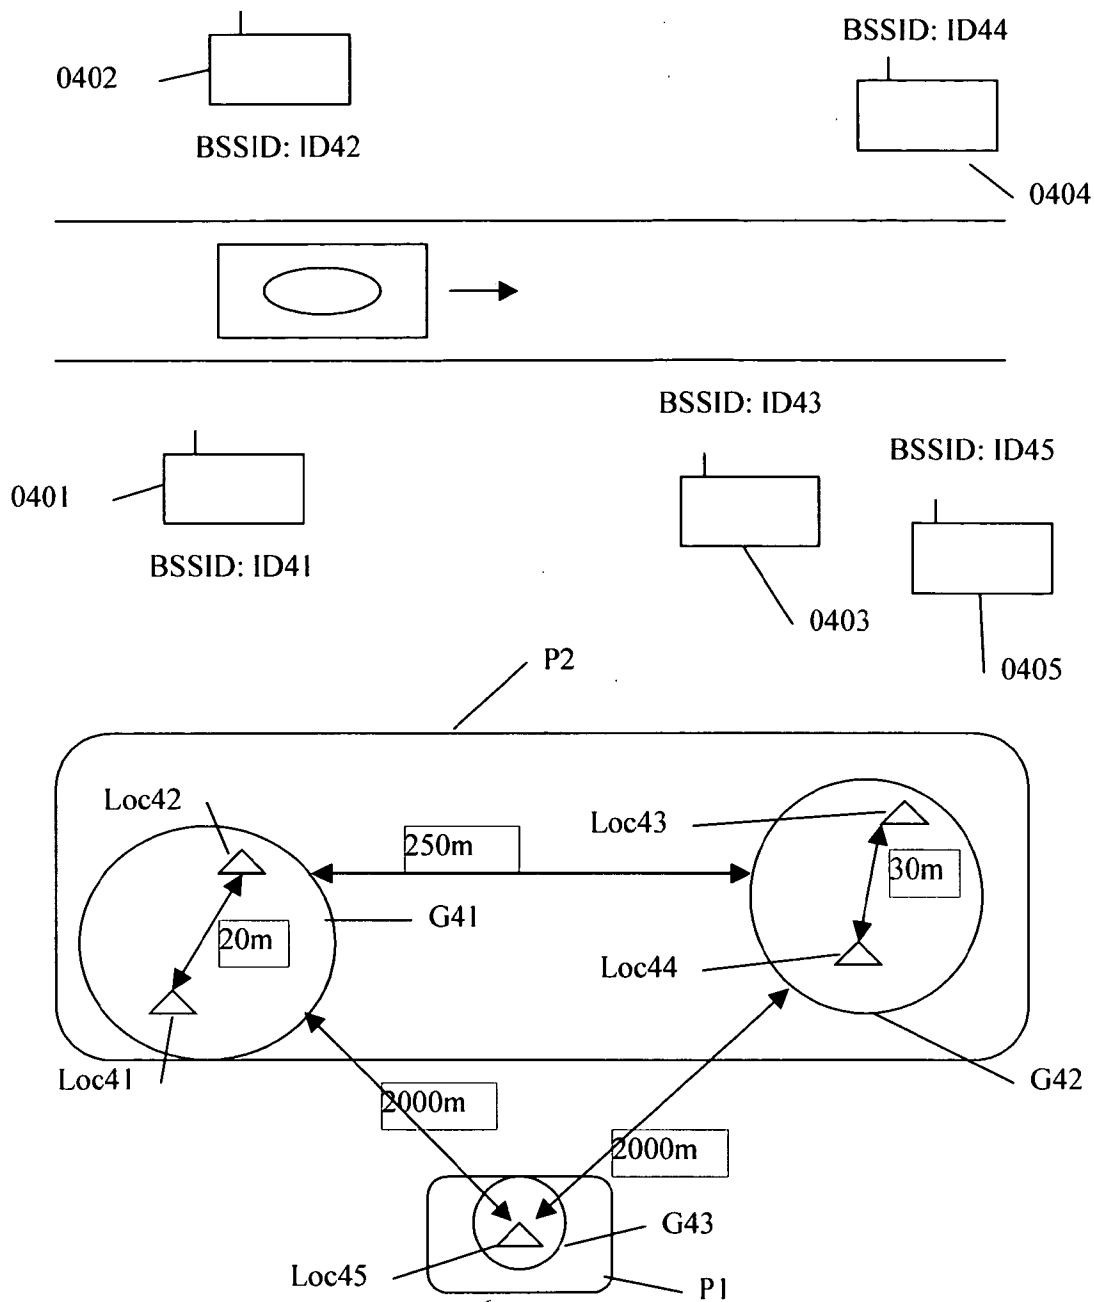 BSSID: ID44
0402
BSSID: ID42
0404
BSSID: ID43
BSSID: ID45
0401
BSSID: ID41
0403
0405
P2
Loc42
Loc43
250m
30m
G41
20m
Loc44
Loc41
G42
2000m
2000m
G43
Loc45
P1